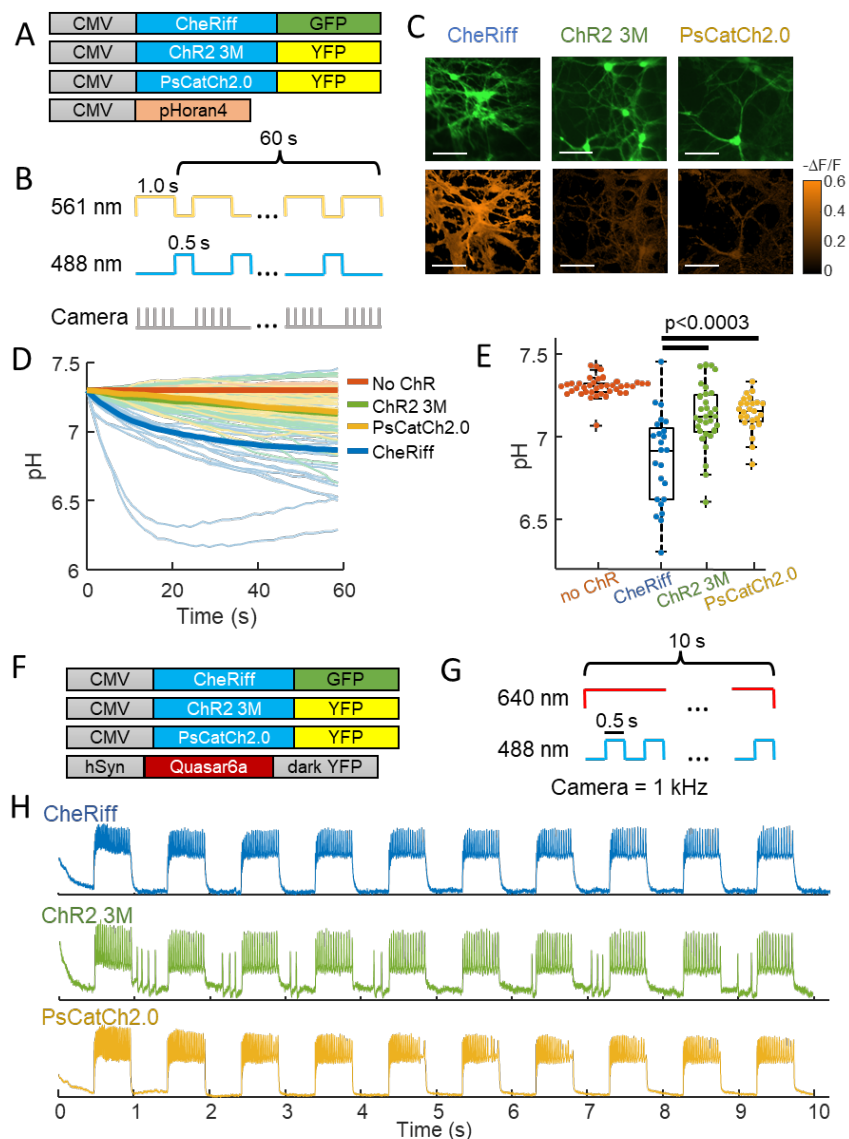 A
CMV CheRiff GFP
CMV ChR2 3M YFP
CMV PsCatCh2.0 YFP
CMV pHoran4
B
60 s
1.0 s
561 nm
0.5 s
488 nm
...
Camera
C
CheRiff ChR2 3M PsCatCh2.0
-ΔF/F
0.6
0.4
0.2
0
D
7.5
7
6.5
6
pH
0 20 40 60
Time (s)
No ChR
ChR2 3M
PsCatCh2.0
CheRiff
E
p<0.0003
7.5
7
6.5
pH
no ChR CheRiff ChR2 3M PsCatCh2.0
F
CMV CheRiff GFP
CMV ChR2 3M YFP
CMV PsCatCh2.0 YFP
hSyn Quasar6a dark YFP
G
10 s
640 nm
...
0.5 s
488 nm
...
Camera = 1 kHz
H
CheRiff
ChR2 3M
PsCatCh2.0
0 1 2 3 4 5 6 7 8 9 10
Time (s)